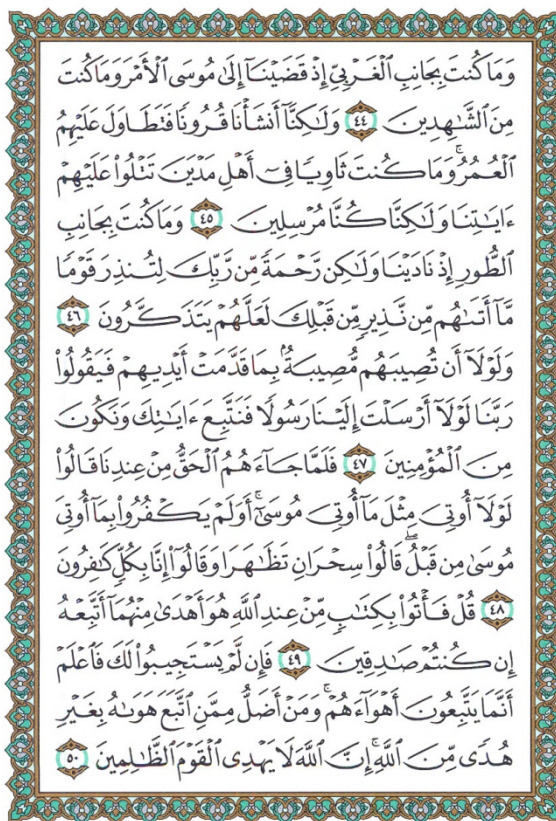 وَمَا كُنتَ بِجَانِبِ ٱلْغَرْبِيِّ إِذْ قَضَيْنَآ إِلَىٰ مُوسَى ٱلْأَمْرَ وَمَا كُنتَ
مِنَ ٱلشَّـٰهِدِينَ ٤٤ وَلَـٰكِنَّآ أَنشَأْنَا قُرُونًا فَتَطَاوَلَ عَلَيْهِمُ
ٱلْعُمُرُ ۚ وَمَا كُنتَ ثَاوِيًا فِىٓ أَهْلِ مَدْيَنَ تَتْلُوا۟ عَلَيْهِمْ
ءَايَـٰتِنَا وَلَـٰكِنَّا كُنَّا مُرْسِلِينَ ٤٥ وَمَا كُنتَ بِجَانِبِ
ٱلطُّورِ إِذْ نَادَيْنَا وَلَـٰكِن رَّحْمَةً مِّن رَّبِّكَ لِتُنذِرَ قَوْمًا
مَّآ أَتَىٰهُم مِّن نَّذِيرٍ مِّن قَبْلِكَ لَعَلَّهُمْ يَتَذَكَّرُونَ ٤٦
وَلَوْلَآ أَن تُصِيبَهُم مُّصِيبَةٌۢ بِمَا قَدَّمَتْ أَيْدِيهِمْ فَيَقُولُوا۟
رَبَّنَا لَوْلَآ أَرْسَلْتَ إِلَيْنَا رَسُولًا فَنَتَّبِعَ ءَايَـٰتِكَ وَنَكُونَ
مِنَ ٱلْمُؤْمِنِينَ ٤٧ فَلَمَّا جَآءَهُمُ ٱلْحَقُّ مِنْ عِندِنَا قَالُوا۟
لَوْلَآ أُوتِىَ مِثْلَ مَآ أُوتِىَ مُوسَىٰٓ ۚ أَوَلَمْ يَكْفُرُوا۟ بِمَآ أُوتِىَ
مُوسَىٰ مِن قَبْلُ ۖ قَالُوا۟ سِحْرَانِ تَظَـٰهَرَا وَقَالُوٓا۟ إِنَّا بِكُلٍّ كَـٰفِرُونَ
٤٨ قُلْ فَأْتُوا۟ بِكِتَـٰبٍ مِّنْ عِندِ ٱللَّهِ هُوَ أَهْدَىٰ مِنْهُمَآ أَتَّبِعْهُ
إِن كُنتُمْ صَـٰدِقِينَ ٤٩ فَإِن لَّمْ يَسْتَجِيبُوا۟ لَكَ فَٱعْلَمْ
أَنَّمَا يَتَّبِعُونَ أَهْوَآءَهُمْ ۚ وَمَنْ أَضَلُّ مِمَّنِ ٱتَّبَعَ هَوَىٰهُ بِغَيْرِ
هُدًى مِّنَ ٱللَّهِ ۚ إِنَّ ٱللَّهَ لَا يَهْدِى ٱلْقَوْمَ ٱلظَّـٰلِمِينَ ٥٠